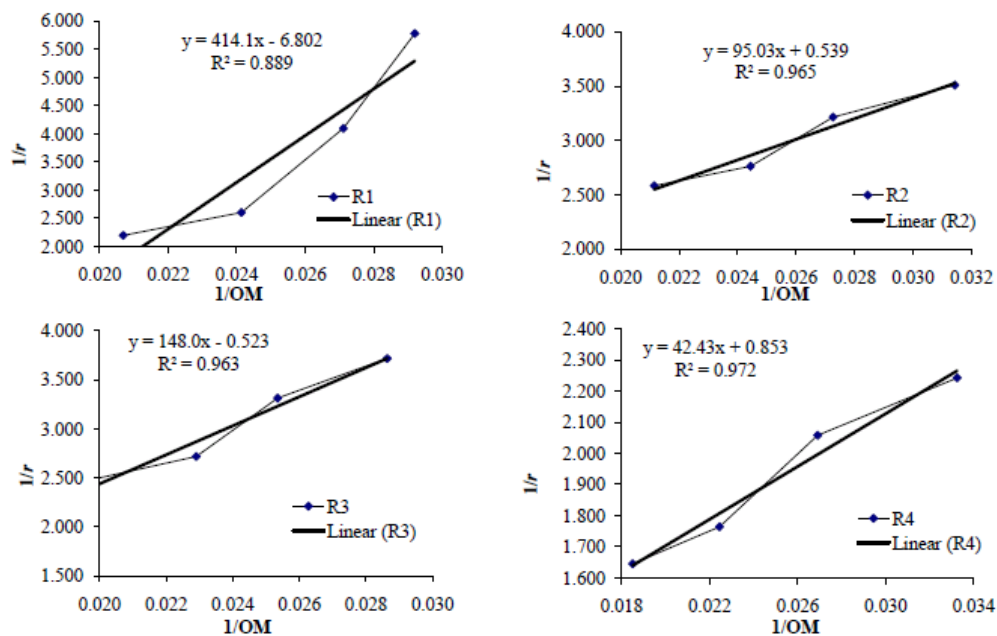 6.000
5.500
5.000
4.500
4.000
3.500
3.000
2.500
2.000
1/r
y = 414.1x - 6.802
R² = 0.889
R1
Linear (R1)
0.020 0.022 0.024 0.026 0.028 0.030
1/OM
4.000
3.500
3.000
2.500
2.000
1/r
y = 95.03x + 0.539
R² = 0.965
R2
Linear (R2)
0.020 0.022 0.024 0.026 0.028 0.030 0.032
1/OM
4.000
3.500
3.000
2.500
2.000
1.500
1/r
y = 148.0x - 0.523
R² = 0.963
R3
Linear (R3)
0.020 0.022 0.024 0.026 0.028 0.030
1/OM
2.400
2.300
2.200
2.100
2.000
1.900
1.800
1.700
1.600
1/r
y = 42.43x + 0.853
R² = 0.972
R4
Linear (R4)
0.018 0.022 0.026 0.030 0.034
1/OM